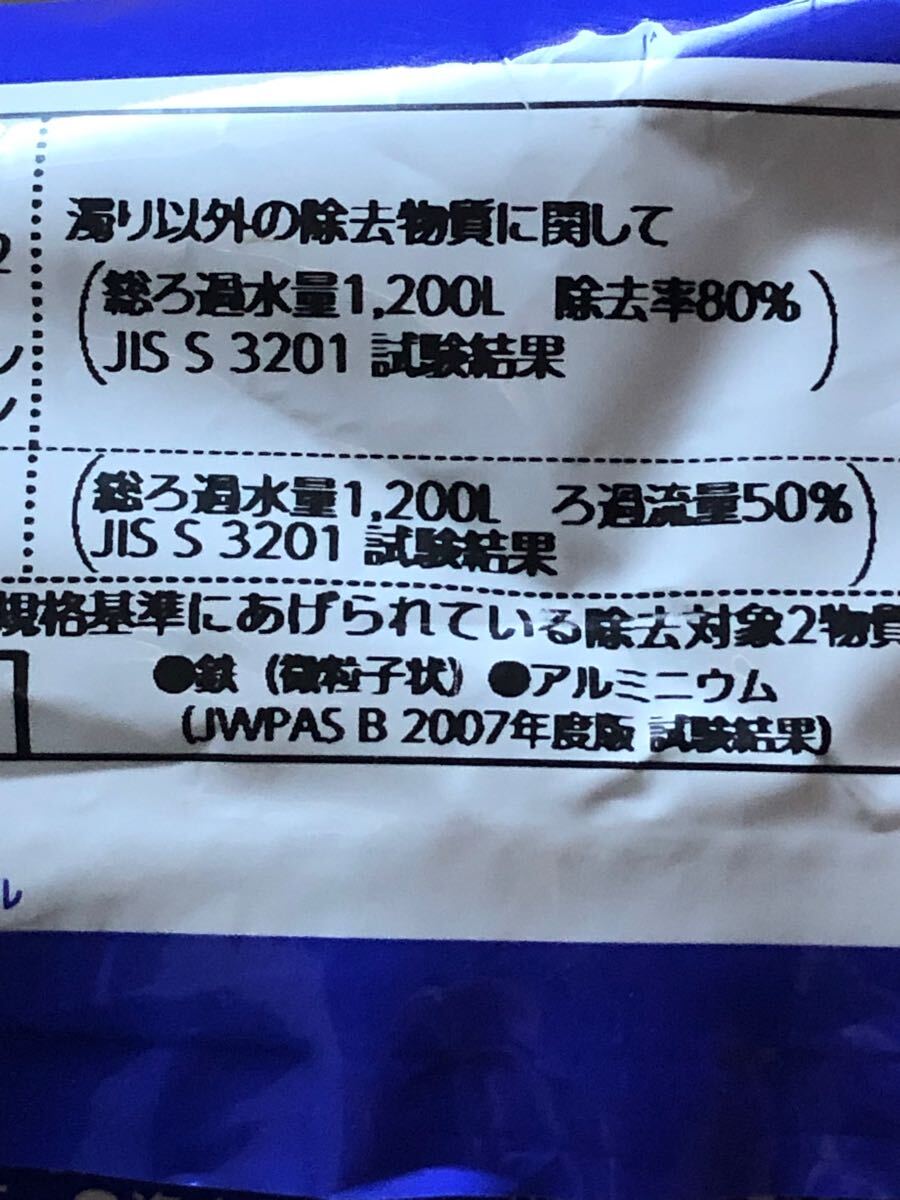 濁り以外の除去物質に関して
総ろ過水量1,200L 除去率80%
JIS S 3201 試験結果
総ろ過水量1,200L ろ過流量50%
JIS S 3201 試験結果
規格基準にあげられている除去対象2物質
●鉄（微粒子状）●アルミニウム
(JWPAS B 2007年度版 試験結果)
ル